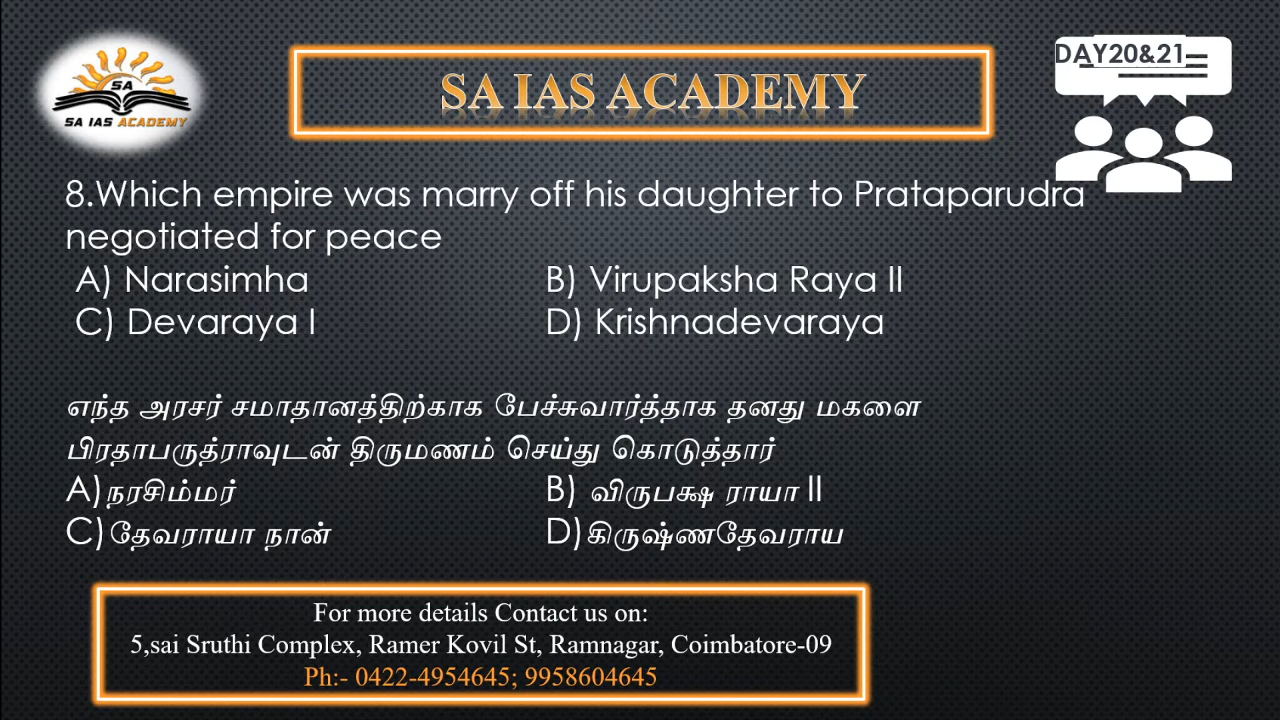 SA
SA IAS ACADEMY
SA IAS ACADEMY
DAY20&21
8.Which empire was marry off his daughter to Prataparudra
negotiated for peace
A) Narasimha B) Virupaksha Raya II
C) Devaraya I D) Krishnadevaraya
எந்த அரசர் சமாதானத்திற்காக பேச்சுவார்த்தாக தனது மகளை
பிரதாபருத்ராவுடன் திருமணம் செய்து கொடுத்தார்
A)நரசிம்மர் B) விருபக்ஷ ராயா II
C)தேவராயா நான் D)கிருஷ்ணதேவராய
For more details Contact us on:
5,sai Sruthi Complex, Ramer Kovil St, Ramnagar, Coimbatore-09
Ph:- 0422-4954645; 9958604645